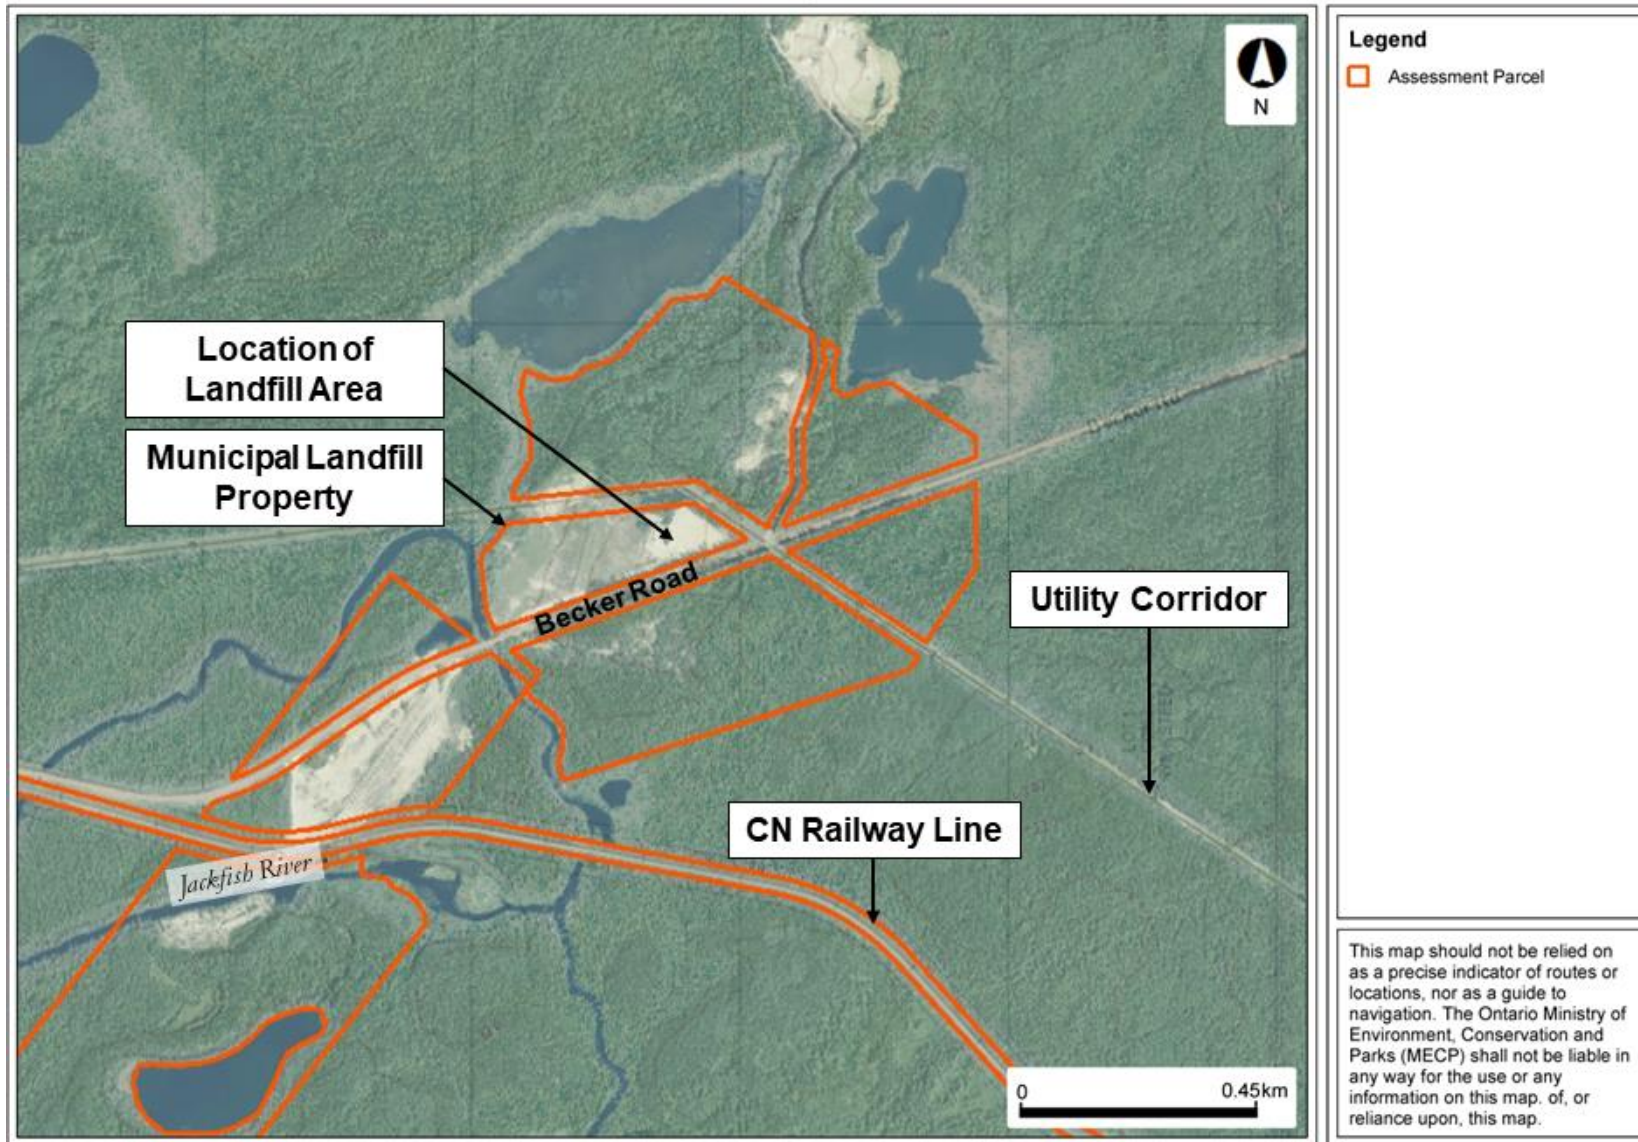 Legend
Assessment Parcel
N
Location of
Landfill Area
Municipal Landfill
Property
Becker Road
Utility Corridor
CN Railway Line
Jackfish River
0 0.45km
This map should not be relied on
as a precise indicator of routes or
locations, nor as a guide to
navigation. The Ontario Ministry of
Environment, Conservation and
Parks (MECP) shall not be liable in
any way for the use or any
information on this map. of, or
reliance upon, this map.